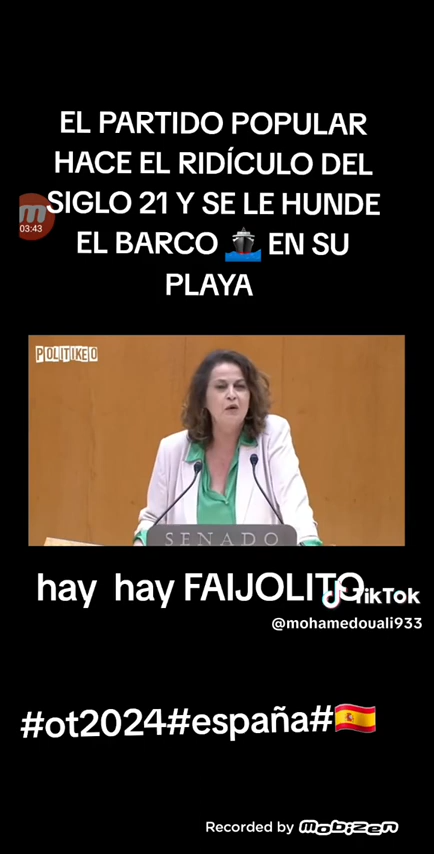 EL PARTIDO POPULAR
HACE EL RIDÍCULO DEL
SIGLO 21 Y SE LE HUNDE
EL BARCO 🚢 EN SU
PLAYA
03:43
POLITIKEO
SENADO
hay hay FAIJOLITO
TikTok
@mohamedouali933
#ot2024#españa#🇪🇸
Recorded by mobizen